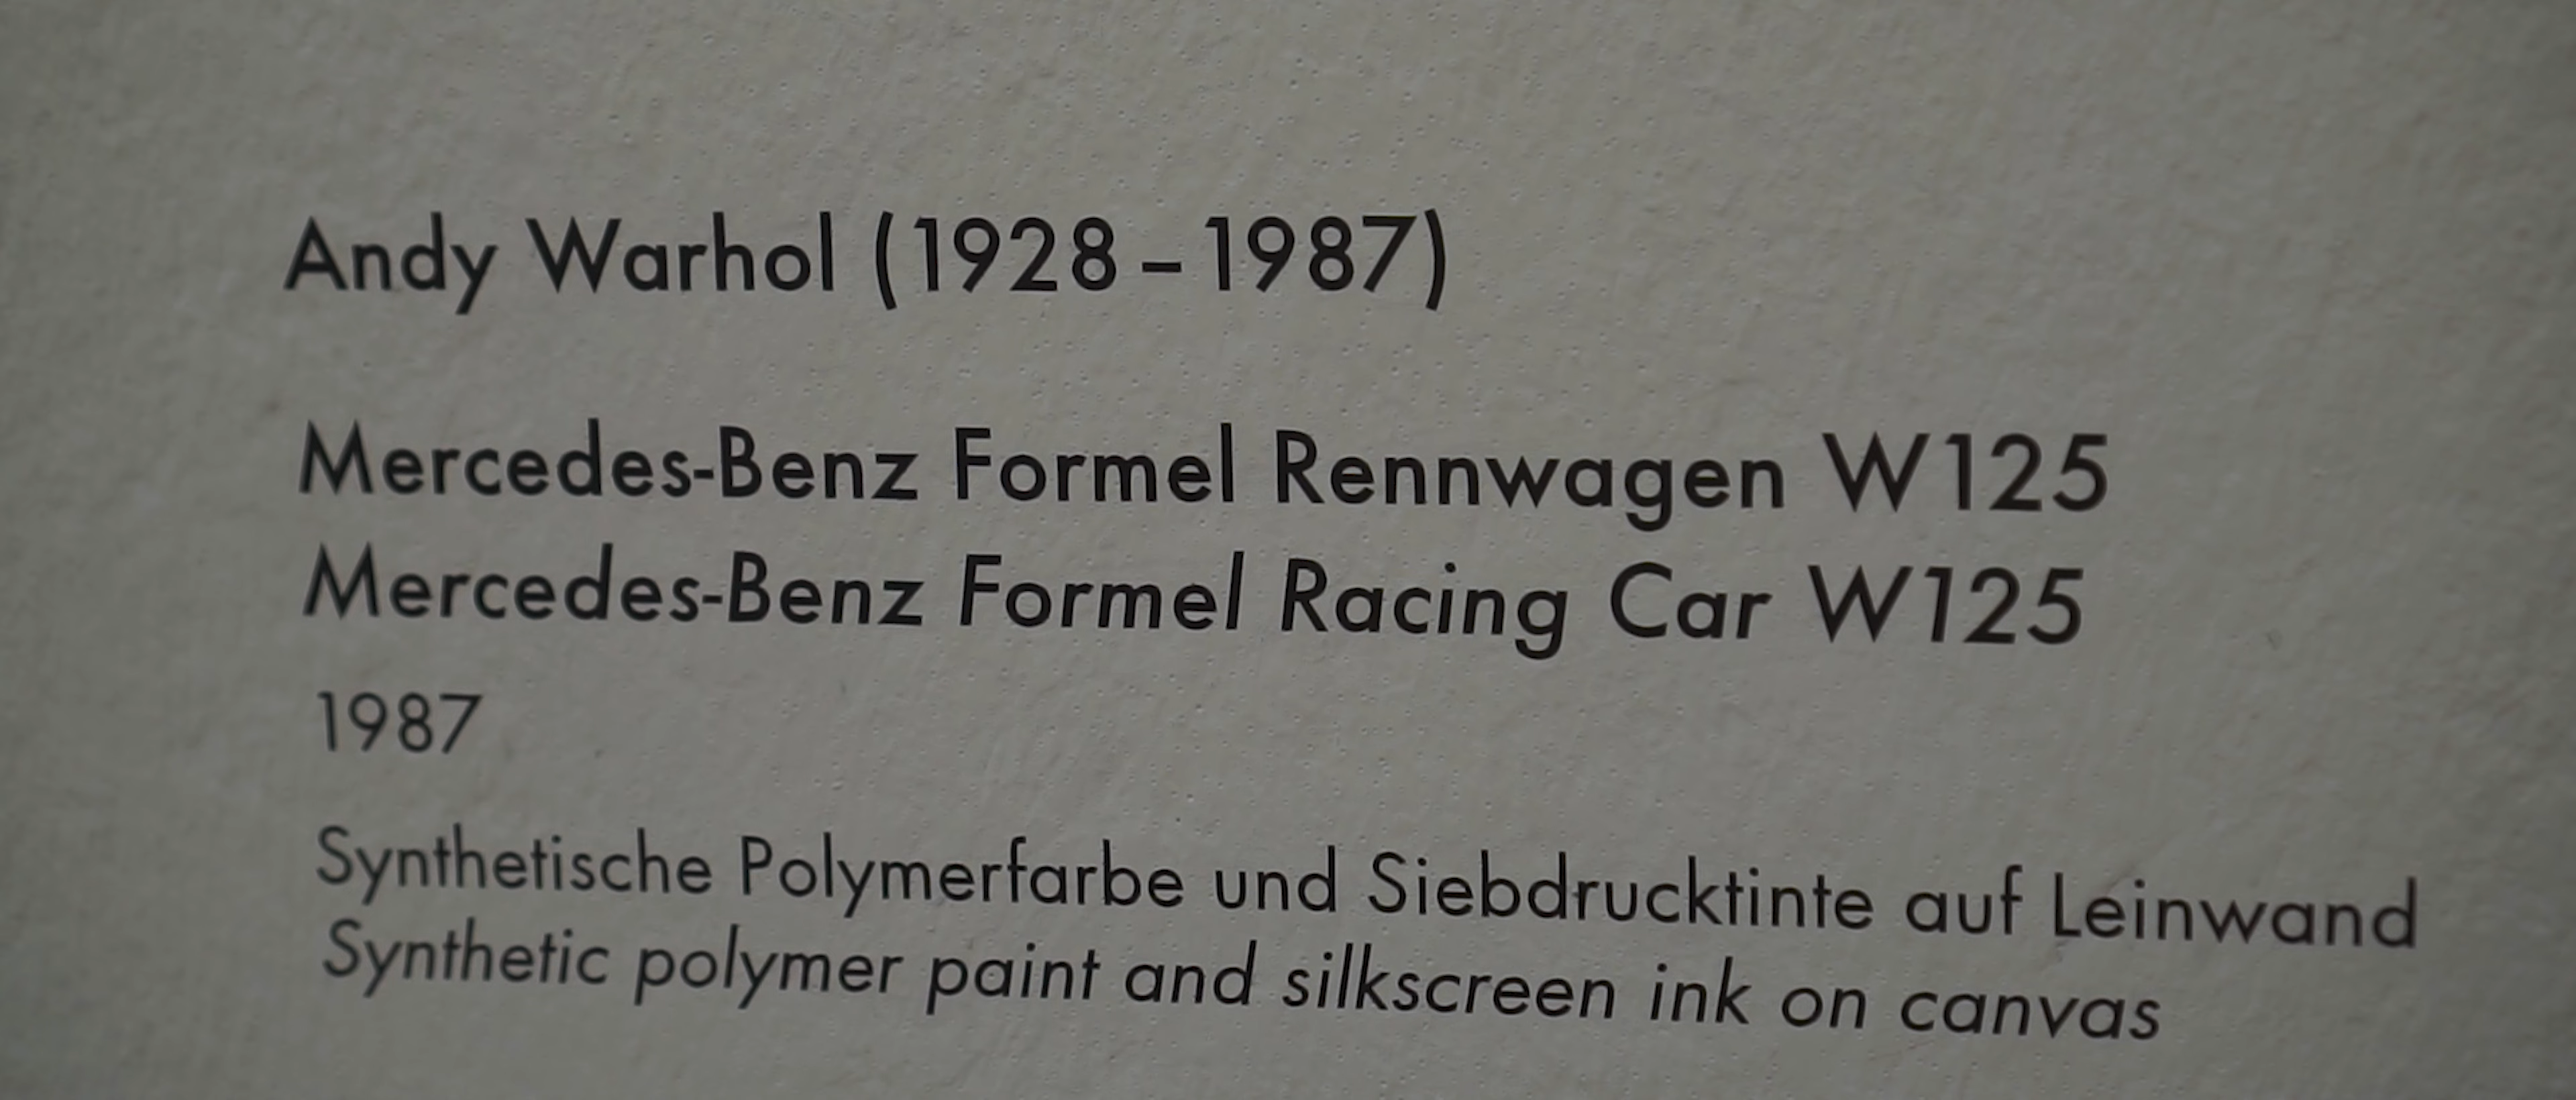 Andy Warhol (1928 – 1987)
Mercedes-Benz Formel Rennwagen W125
Mercedes-Benz Formel Racing Car W125
1987
Synthetische Polymerfarbe und Siebdrucktinte auf Leinwand
Synthetic polymer paint and silkscreen ink on canvas